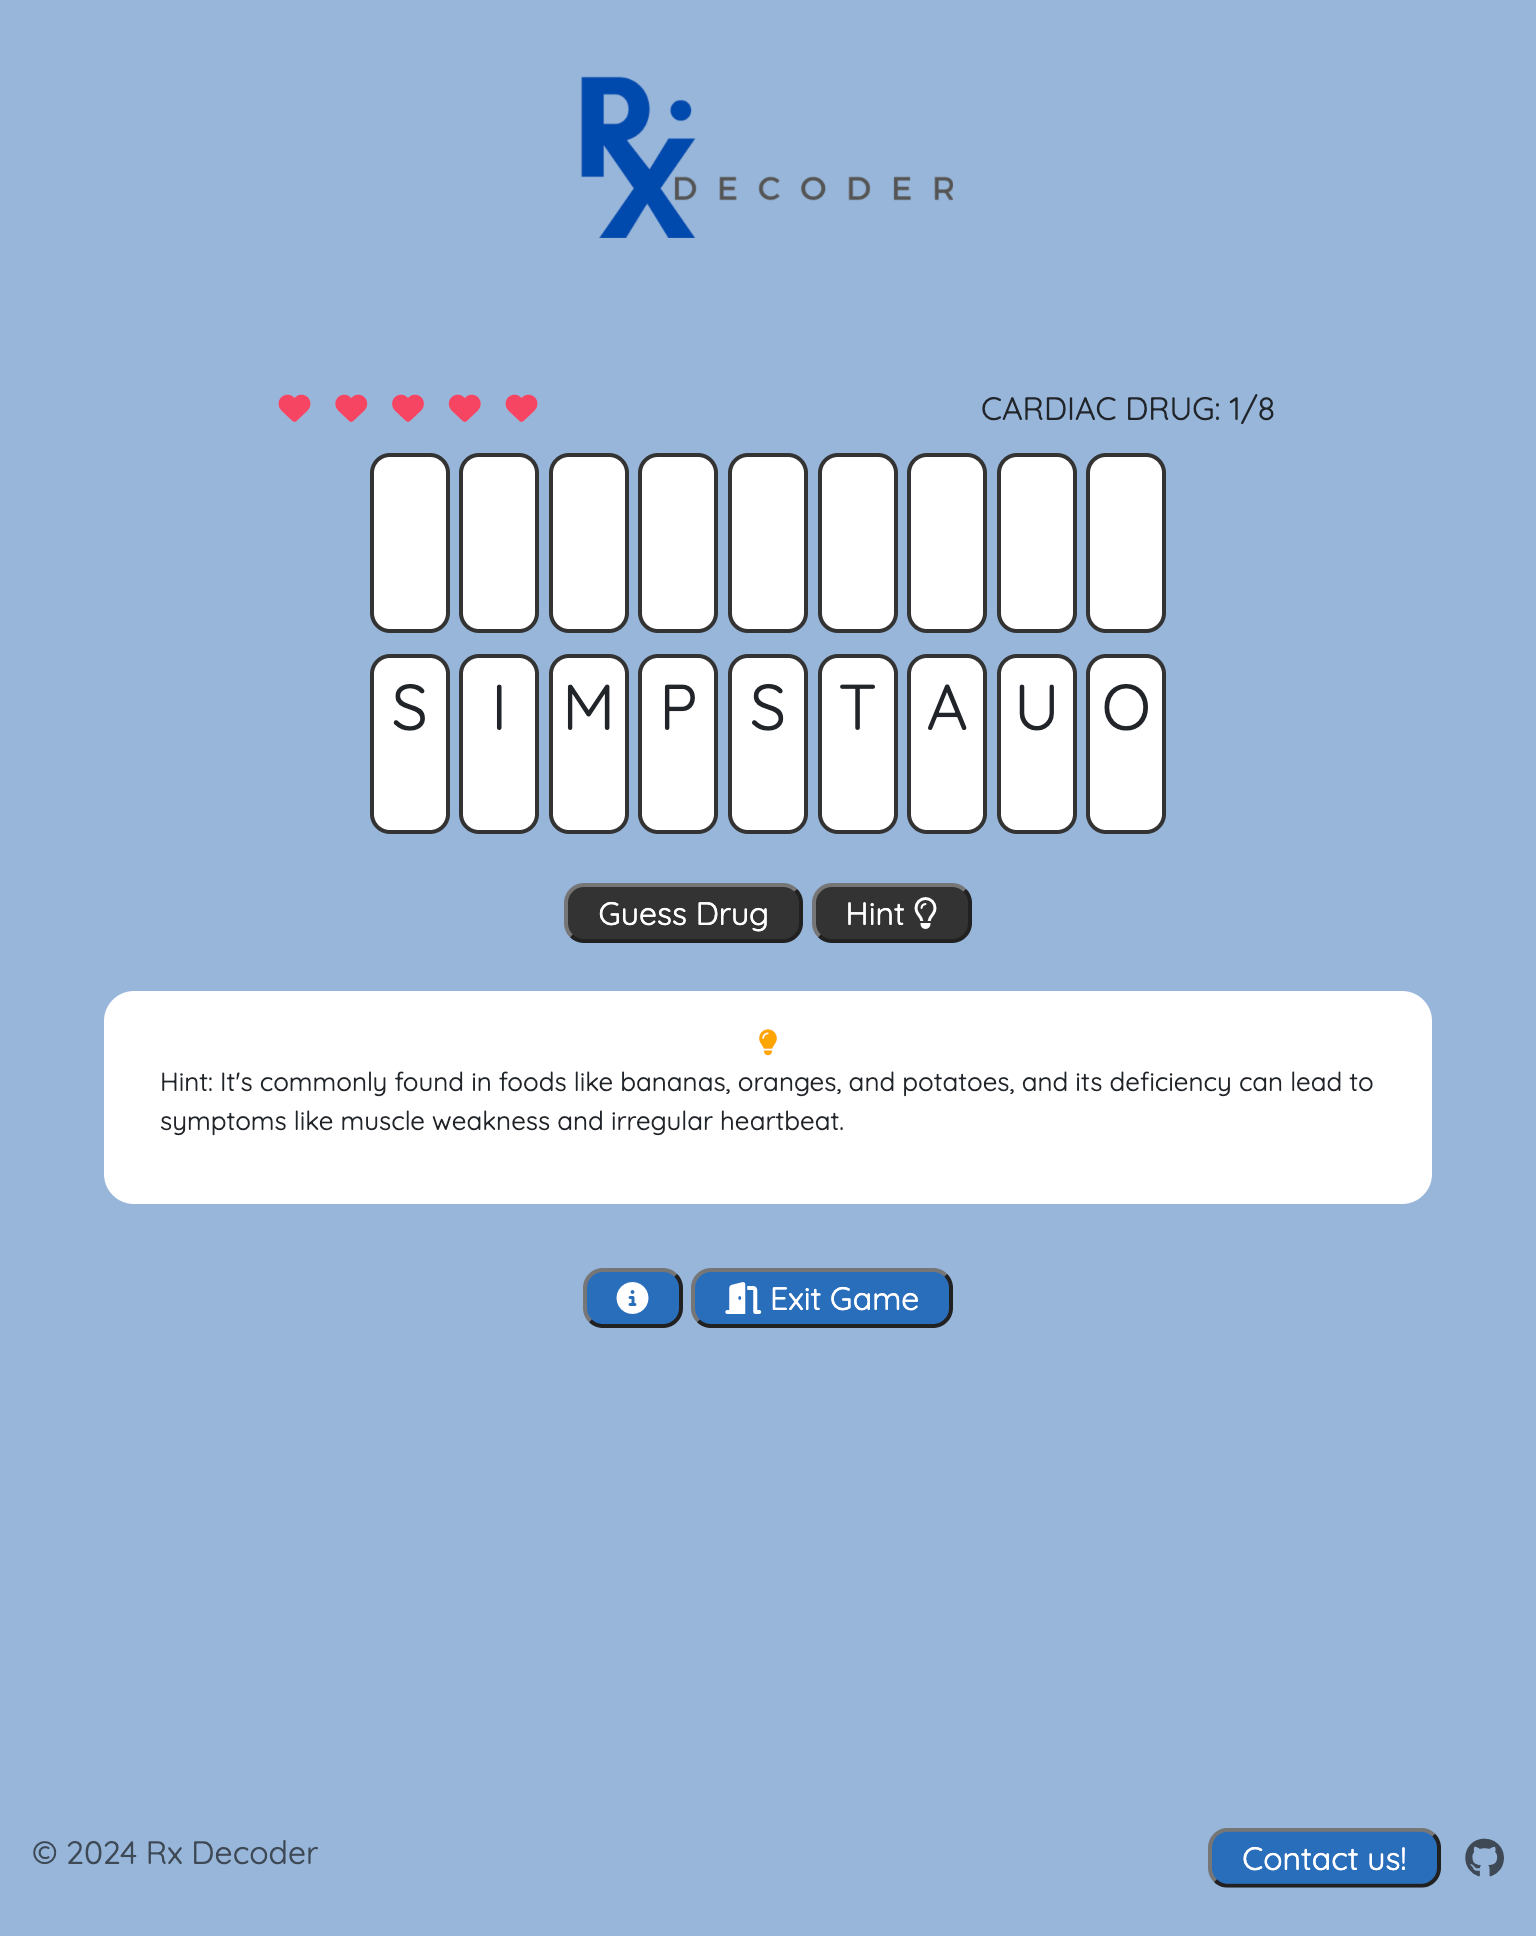 Rx DECODER
CARDIAC DRUG: 1/8
S I M P S T A U O
Guess Drug Hint
Hint: It's commonly found in foods like bananas, oranges, and potatoes, and its deficiency can lead to
symptoms like muscle weakness and irregular heartbeat.
Exit Game
© 2024 Rx Decoder Contact us!